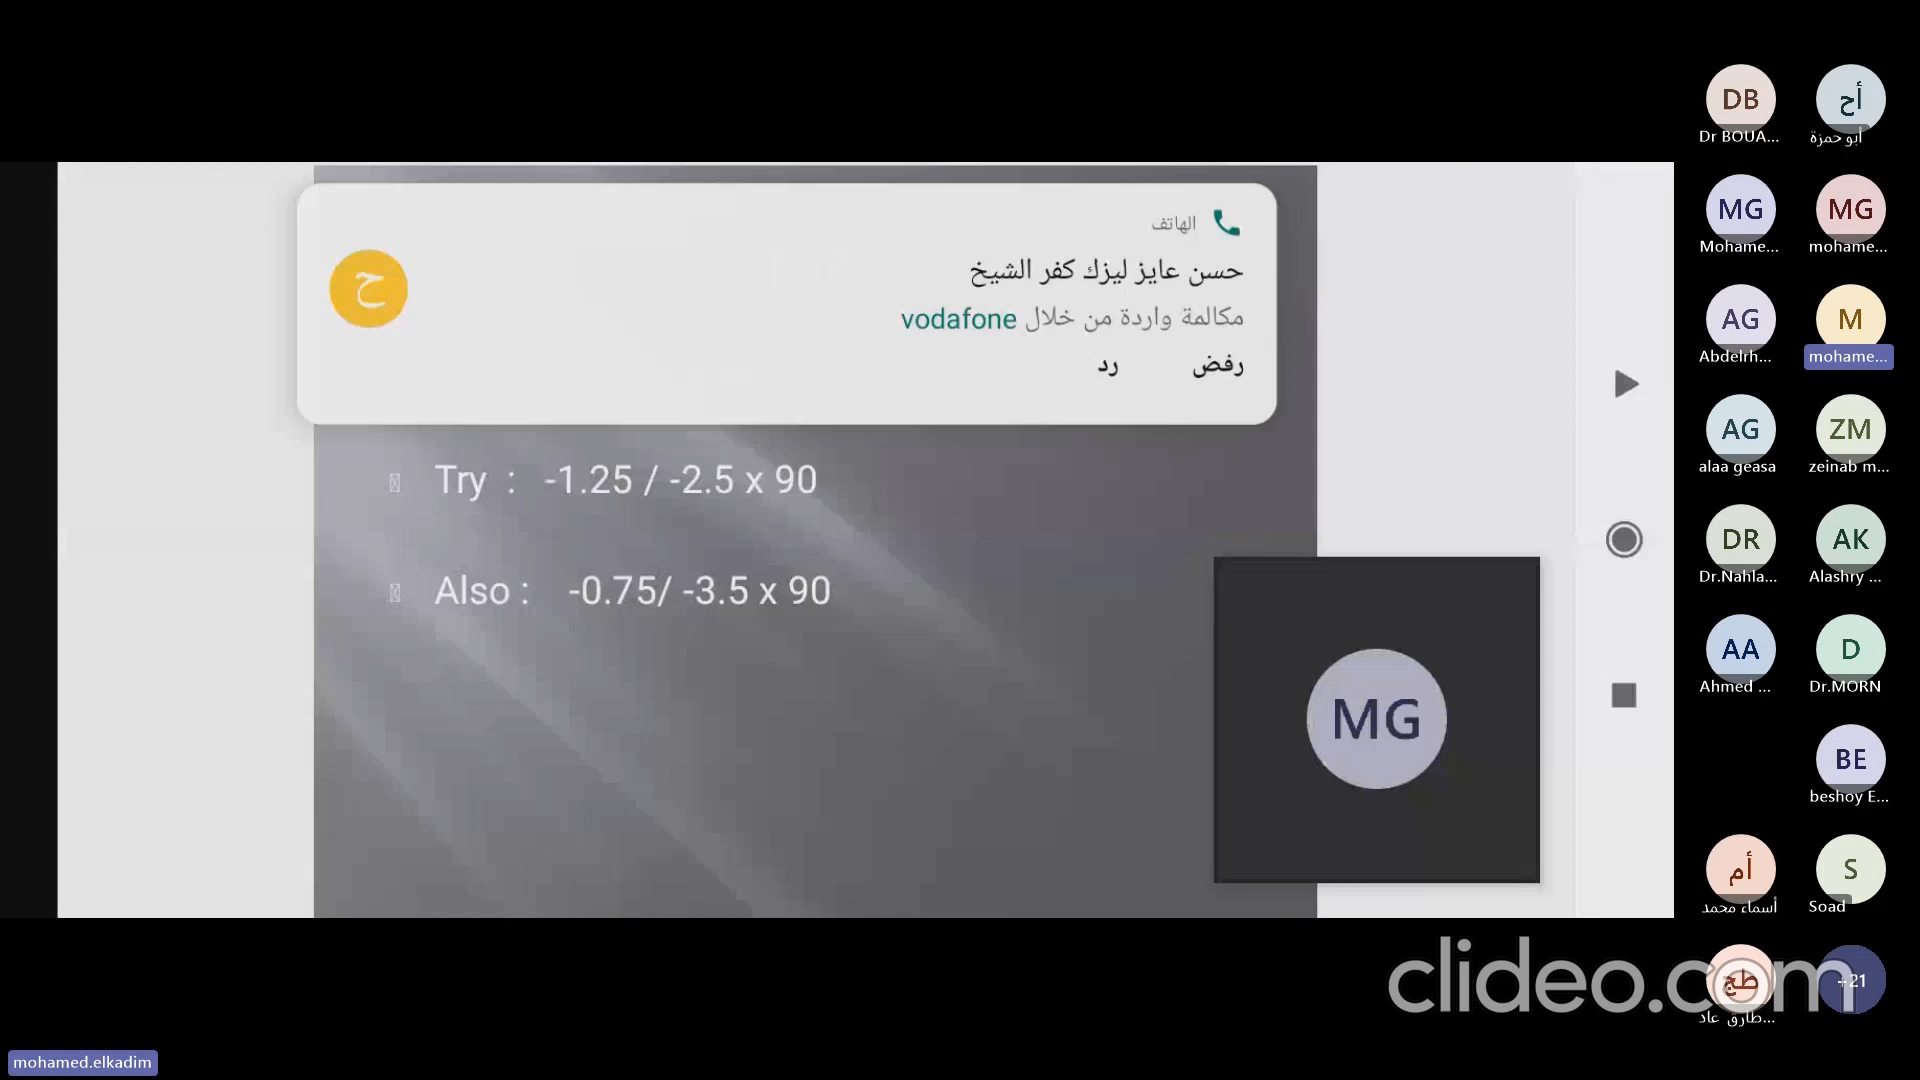 الهاتف
حسن عايز ليزك كفر الشيخ
مكالمة واردة من خلال vodafone
رفض رد
ح
Try : -1.25 / -2.5 x 90
Also : -0.75/ -3.5 x 90
MG
DB
Dr BOUA...
أح
أبو حمزة
MG
Mohame...
MG
mohame...
AG
Abdelrh...
M
mohame...
AG
alaa geasa
ZM
zeinab m...
DR
Dr.Nahla...
AK
Alashry ...
AA
Ahmed ...
D
Dr.MORN
BE
beshoy E...
أم
أسماء محمد
S
Soad
طج
طارق عاد...
+21
clideo.com
mohamed.elkadim